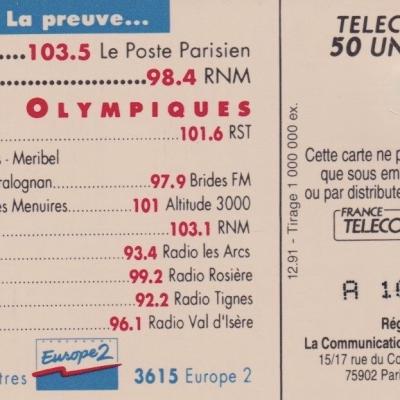 La preuve...
103.5 Le Poste Parisien
98.4 RNM
OLYMPIQUES
101.6 RST
- Meribel
97.9 Brides FM
es Menuires 101 Altitude 3000
103.1 RNM
93.4 Radio les Arcs
99.2 Radio Rosière
92.2 Radio Tignes
96.1 Radio Val d'Isère
Europe 2
3615 Europe 2
12.91 - Tirage 1 000 000 ex.
TELEC
50 UN
Cette carte ne p
que sous em
ou par distribute
FRANCE
TELECO
A 1
Rég
La Communication
15/17 rue du Co
75902 Pari